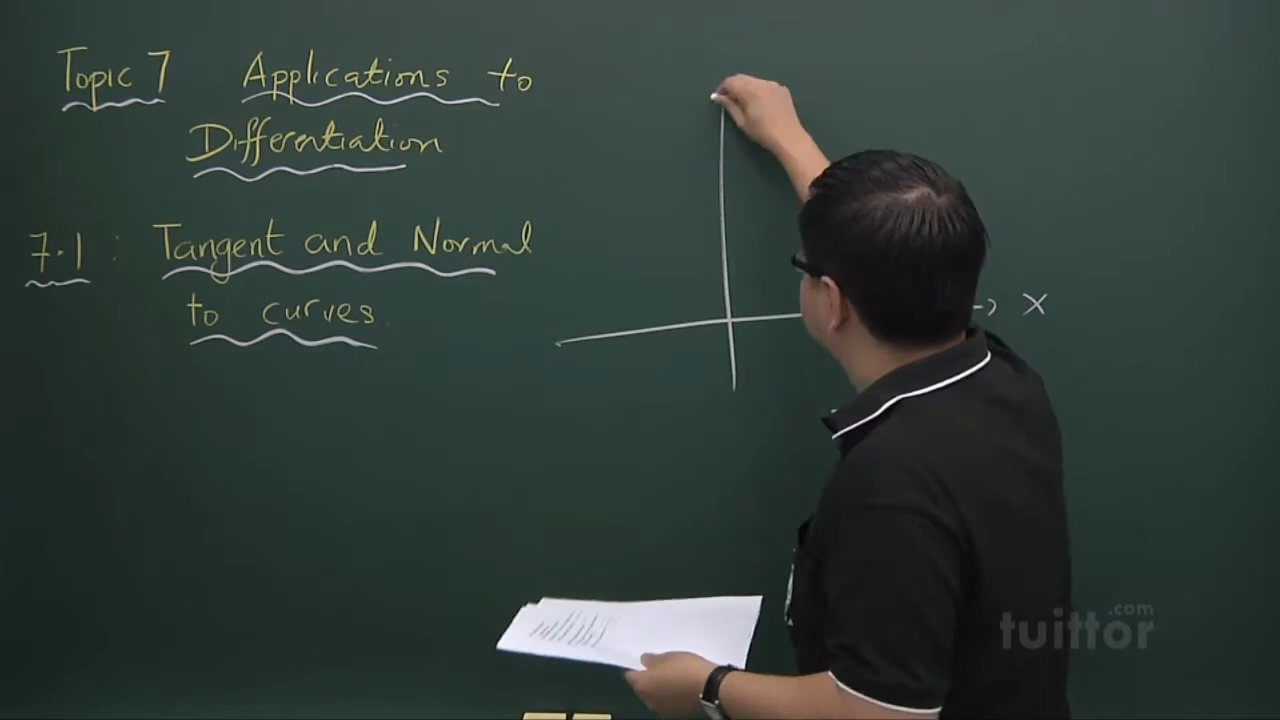 Topic 7 Applications to
Differentiation
7.1 : Tangent and Normal
to curves
x
tuittor.com